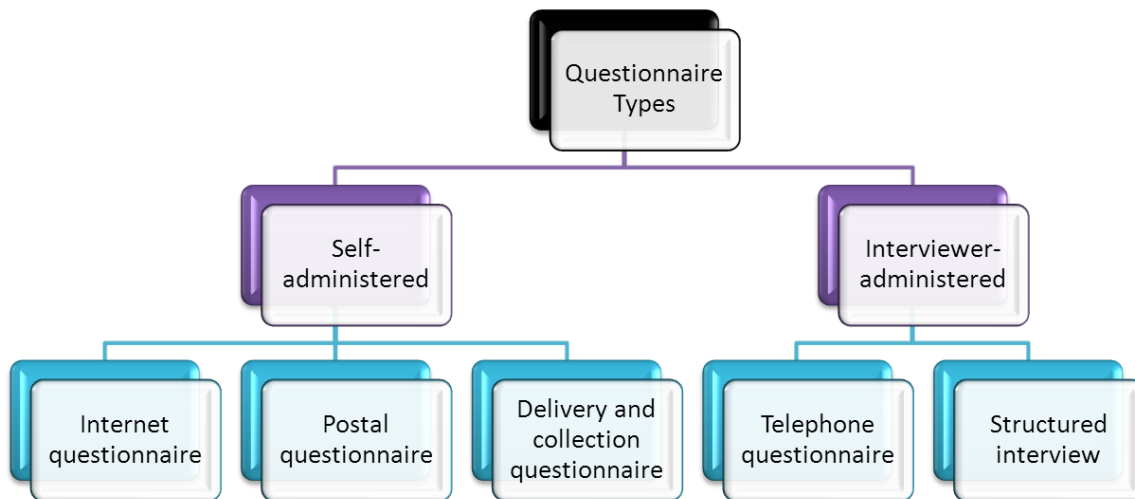 Questionnaire
Types
Self-
administered
Interviewer-
administered
Internet
questionnaire
Postal
questionnaire
Delivery and
collection
questionnaire
Telephone
questionnaire
Structured
interview